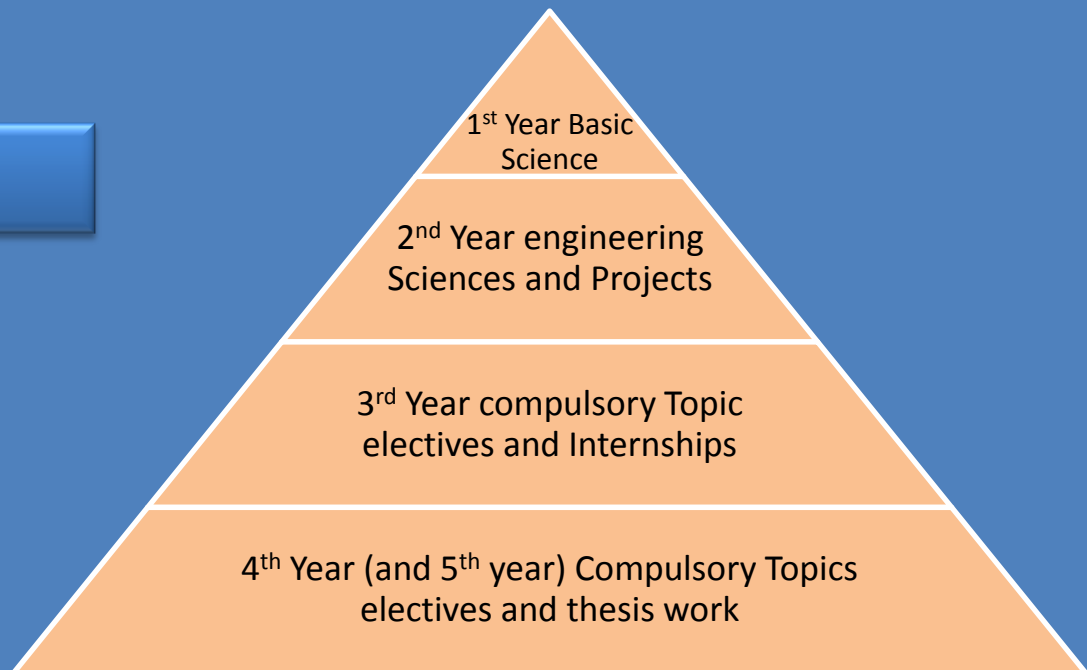 1st Year Basic
Science
2nd Year engineering
Sciences and Projects
3rd Year compulsory Topic
electives and Internships
4th Year (and 5th year) Compulsory Topics
electives and thesis work